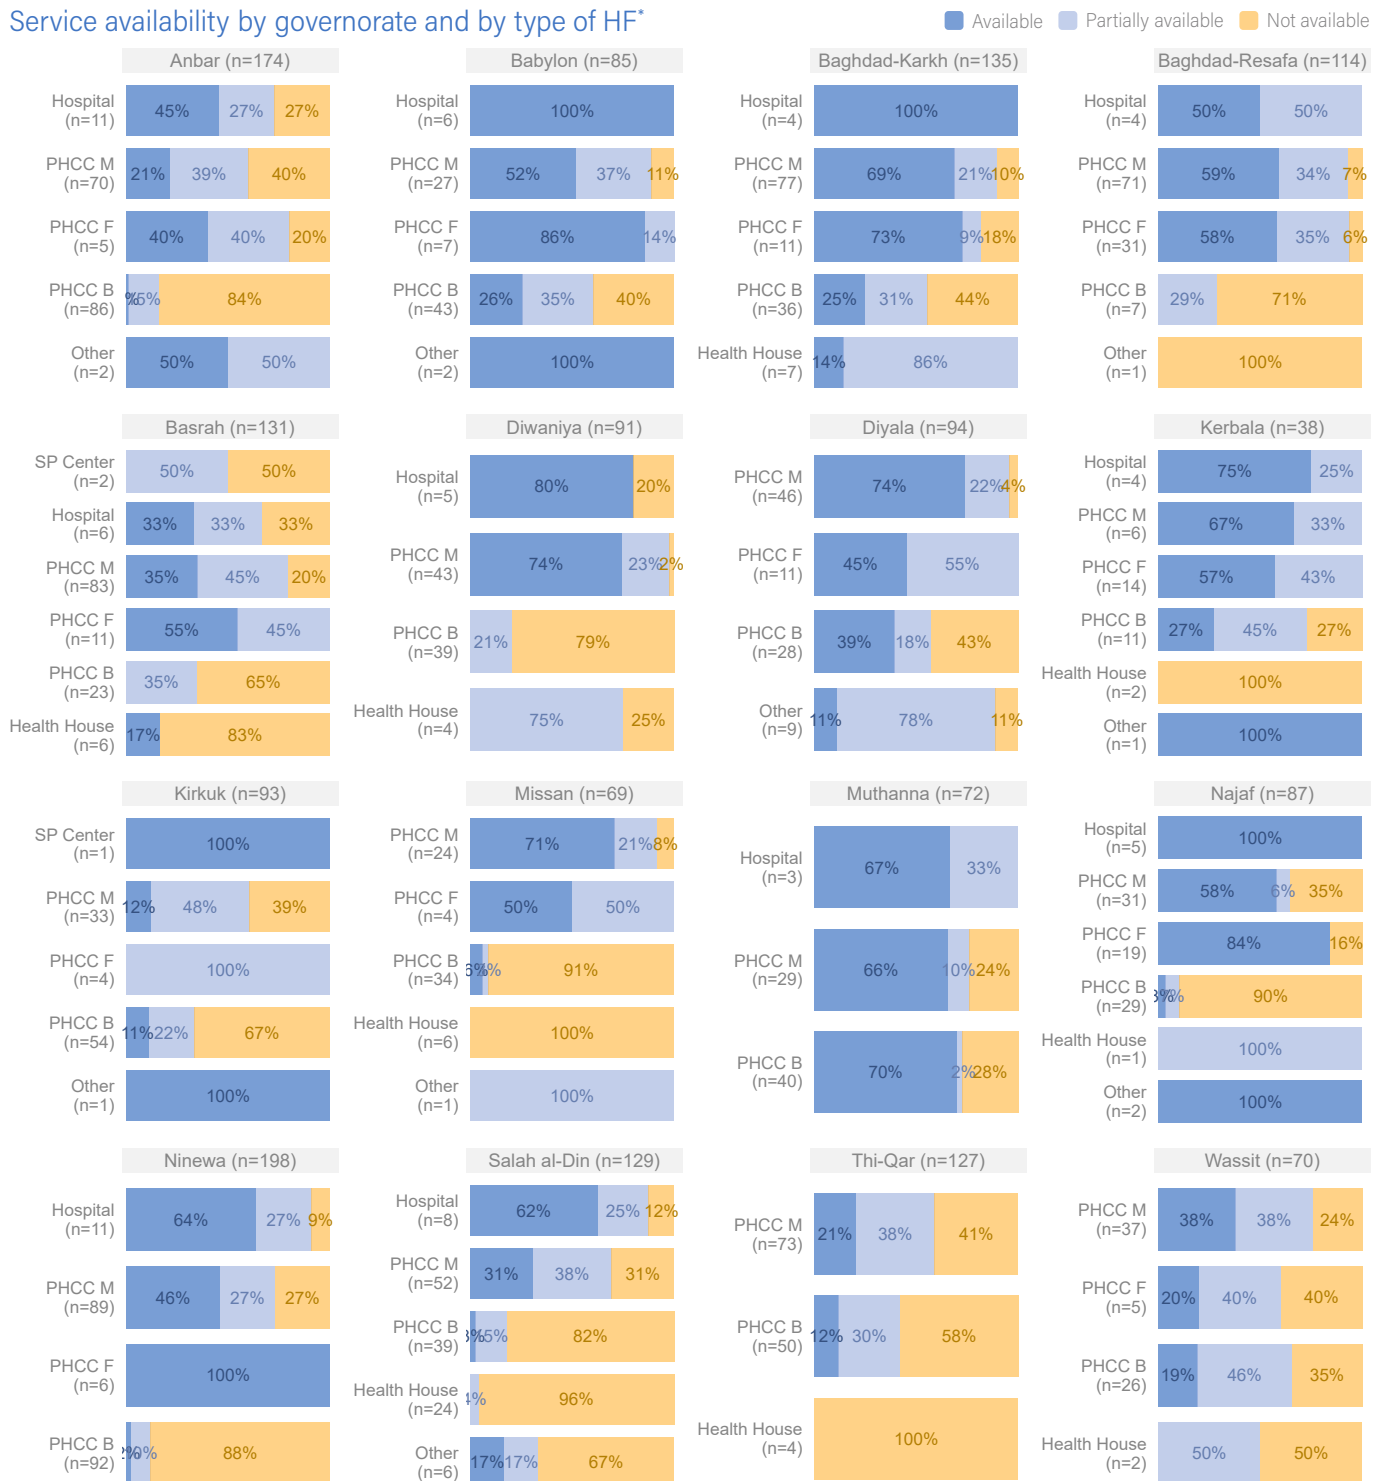 Service availability by governorate and by type of HF*
Available Partially available Not available
Anbar (n=174)
Hospital
(n=11)
45% 27% 27%
PHCC M
(n=70)
21% 39% 40%
PHCC F
(n=5)
40% 40% 20%
PHCC B
(n=86)
84%
Other
(n=2)
50% 50%
Babylon (n=85)
Hospital
(n=6)
100%
PHCC M
(n=27)
52% 37% 11%
PHCC F
(n=7)
86% 14%
PHCC B
(n=43)
26% 35% 40%
Other
(n=2)
100%
Baghdad-Karkh (n=135)
Hospital
(n=4)
100%
PHCC M
(n=77)
69% 21% 10%
PHCC F
(n=11)
73% 9% 18%
PHCC B
(n=36)
25% 31% 44%
Health House
(n=7)
14% 86%
Baghdad-Resafa (n=114)
Hospital
(n=4)
50% 50%
PHCC M
(n=71)
59% 34% 7%
PHCC F
(n=31)
58% 35% 6%
PHCC B
(n=7)
29% 71%
Other
(n=1)
100%
Basrah (n=131)
SP Center
(n=2)
50% 50%
Hospital
(n=6)
33% 33% 33%
PHCC M
(n=83)
35% 45% 20%
PHCC F
(n=11)
55% 45%
PHCC B
(n=23)
35% 65%
Health House
(n=6)
17% 83%
Diwaniya (n=91)
Hospital
(n=5)
80% 20%
PHCC M
(n=43)
74% 23% 2%
PHCC B
(n=39)
21% 79%
Health House
(n=4)
75% 25%
Diyala (n=94)
PHCC M
(n=46)
74% 22% 4%
PHCC F
(n=11)
45% 55%
PHCC B
(n=28)
39% 18% 43%
Other
(n=9)
11% 78% 11%
Kerbala (n=38)
Hospital
(n=4)
75% 25%
PHCC M
(n=6)
67% 33%
PHCC F
(n=14)
57% 43%
PHCC B
(n=11)
27% 45% 27%
Health House
(n=2)
100%
Other
(n=1)
100%
Kirkuk (n=93)
SP Center
(n=1)
100%
PHCC M
(n=33)
12% 48% 39%
PHCC F
(n=4)
100%
PHCC B
(n=54)
11% 22% 67%
Other
(n=1)
100%
Missan (n=69)
PHCC M
(n=24)
71% 21% 8%
PHCC F
(n=4)
50% 50%
PHCC B
(n=34)
6% 91%
Health House
(n=6)
100%
Other
(n=1)
100%
Muthanna (n=72)
Hospital
(n=3)
67% 33%
PHCC M
(n=29)
66% 10% 24%
PHCC B
(n=40)
70% 2% 28%
Najaf (n=87)
Hospital
(n=5)
100%
PHCC M
(n=31)
58% 6% 35%
PHCC F
(n=19)
84% 16%
PHCC B
(n=29)
3% 90%
Health House
(n=1)
100%
Other
(n=2)
100%
Ninewa (n=198)
Hospital
(n=11)
64% 27% 9%
PHCC M
(n=89)
46% 27% 27%
PHCC F
(n=6)
100%
PHCC B
(n=92)
2% 88%
Salah al-Din (n=129)
Hospital
(n=8)
62% 25% 12%
PHCC M
(n=52)
31% 38% 31%
PHCC B
(n=39)
3% 82%
Health House
(n=24)
4% 96%
Other
(n=6)
17% 17% 67%
Thi-Qar (n=127)
PHCC M
(n=73)
21% 38% 41%
PHCC B
(n=50)
12% 30% 58%
Health House
(n=4)
100%
Wassit (n=70)
PHCC M
(n=37)
38% 38% 24%
PHCC F
(n=5)
20% 40% 40%
PHCC B
(n=26)
19% 46% 35%
Health House
(n=2)
50% 50%